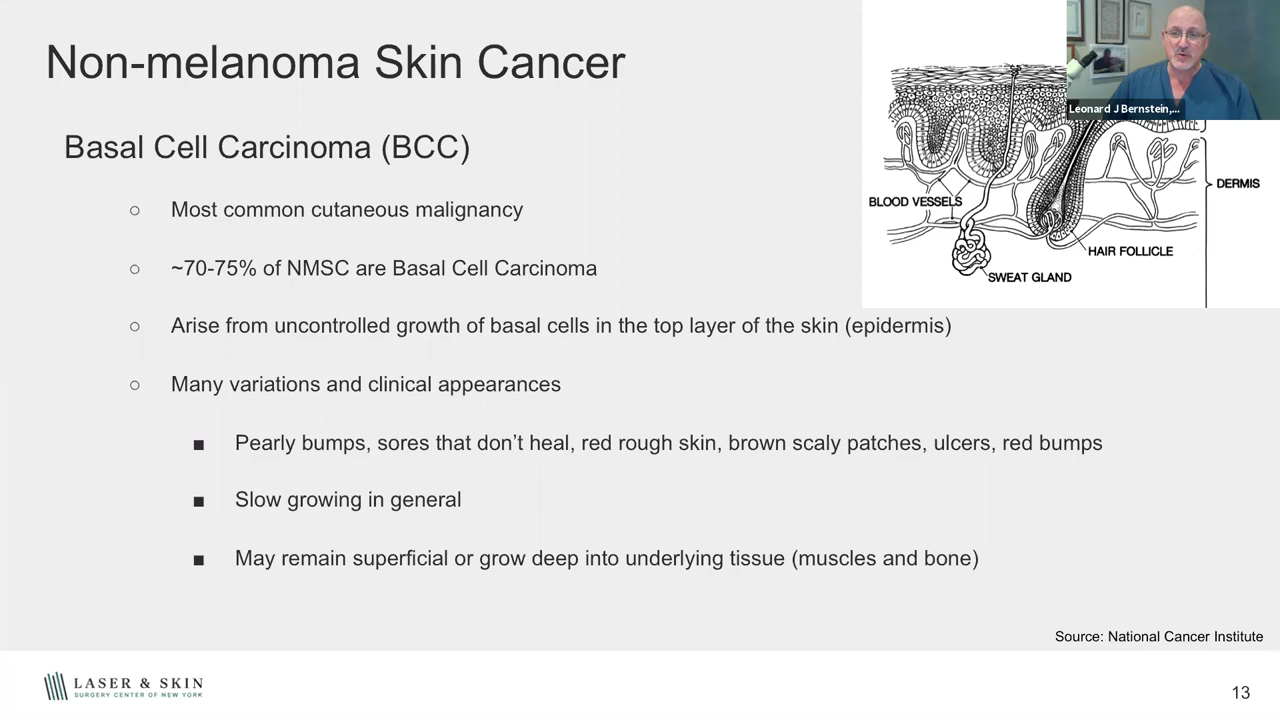 Non-melanoma Skin Cancer
Leonard J Bernstein,...
Basal Cell Carcinoma (BCC)
○ Most common cutaneous malignancy
○ ~70-75% of NMSC are Basal Cell Carcinoma
○ Arise from uncontrolled growth of basal cells in the top layer of the skin (epidermis)
○ Many variations and clinical appearances
■ Pearly bumps, sores that don’t heal, red rough skin, brown scaly patches, ulcers, red bumps
■ Slow growing in general
■ May remain superficial or grow deep into underlying tissue (muscles and bone)
DERMIS
BLOOD VESSELS
HAIR FOLLICLE
SWEAT GLAND
Source: National Cancer Institute
LASER & SKIN
SURGERY CENTER OF NEW YORK
13